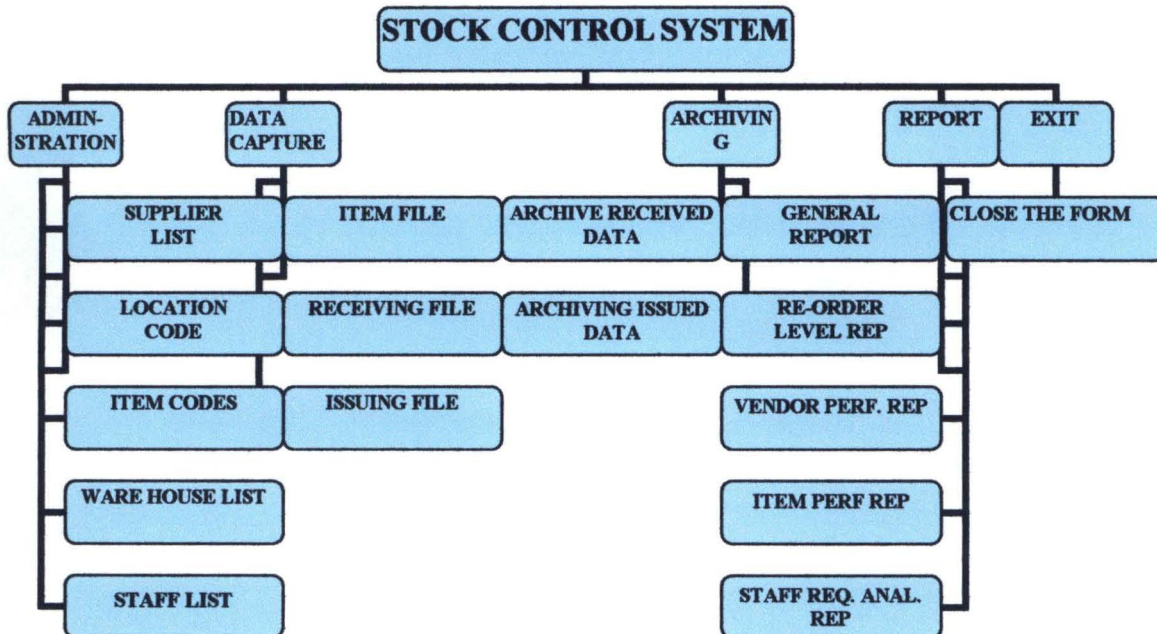 STOCK CONTROL SYSTEM
ADMIN-
STRATION
DATA
CAPTURE
ARCHIVIN
G
REPORT
EXIT
SUPPLIER
LIST
ITEM FILE
ARCHIVE RECEIVED
DATA
GENERAL
REPORT
CLOSE THE FORM
LOCATION
CODE
RECEIVING FILE
ARCHIVING ISSUED
DATA
RE-ORDER
LEVEL REP
ITEM CODES
ISSUING FILE
VENDOR PERF. REP
WARE HOUSE LIST
ITEM PERF REP
STAFF LIST
STAFF REQ. ANAL.
REP